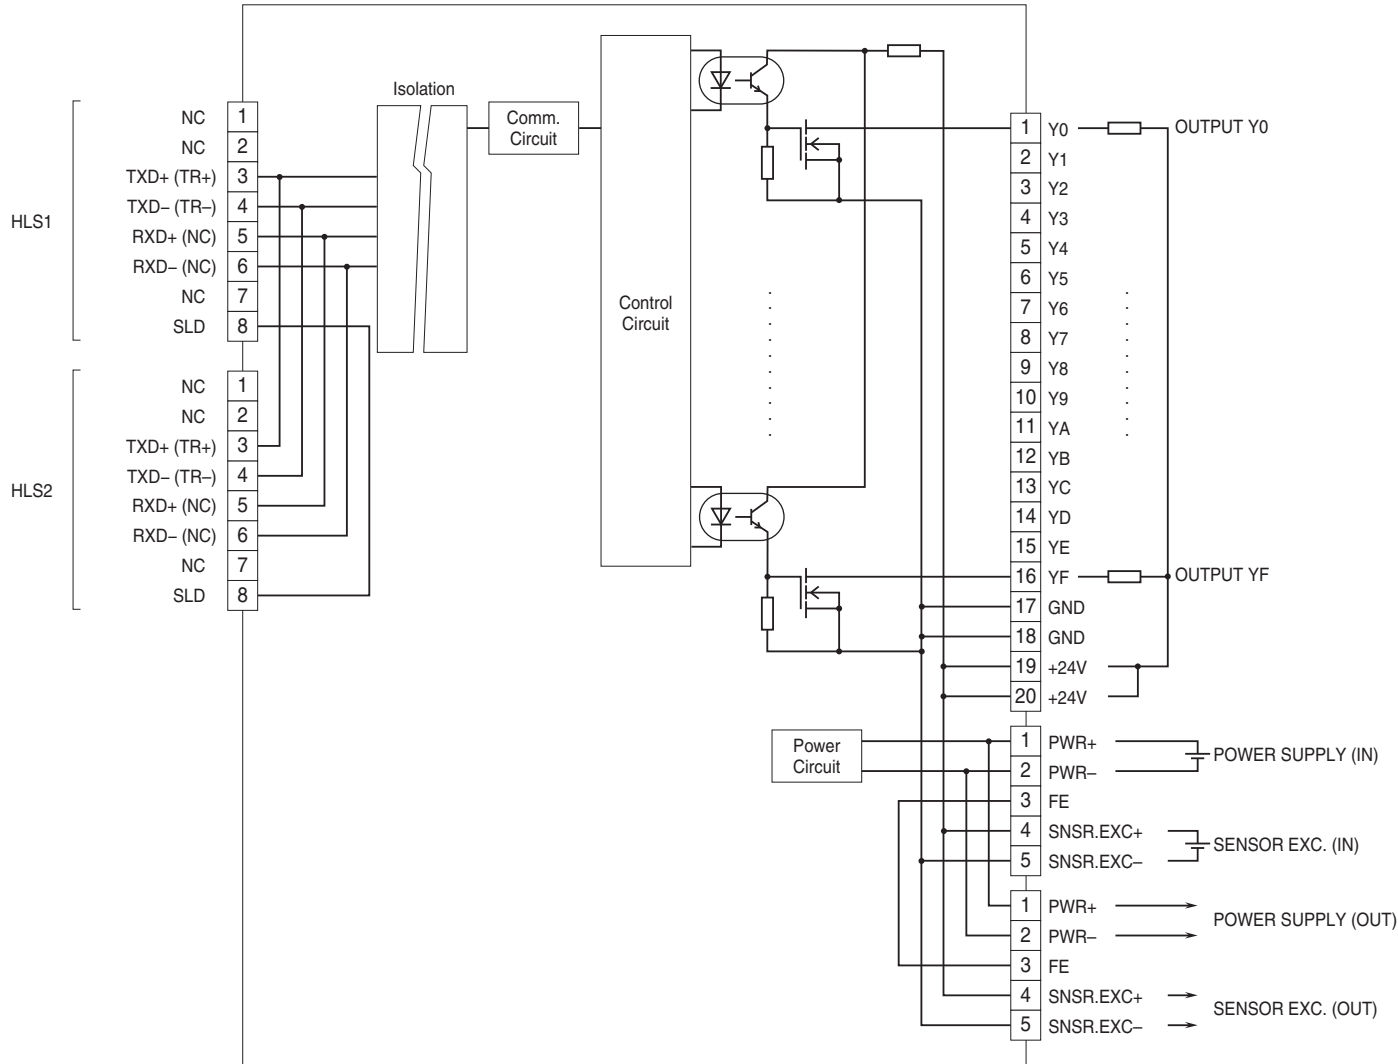 HLS1
NC 1
NC 2
TXD+ (TR+) 3
TXD− (TR−) 4
RXD+ (NC) 5
RXD− (NC) 6
NC 7
SLD 8
HLS2
NC 1
NC 2
TXD+ (TR+) 3
TXD− (TR−) 4
RXD+ (NC) 5
RXD− (NC) 6
NC 7
SLD 8
Isolation
Comm.
Circuit
Control
Circuit
Power
Circuit
1 Y0 OUTPUT Y0
2 Y1
3 Y2
4 Y3
5 Y4
6 Y5
7 Y6
8 Y7
9 Y8
10 Y9
11 YA
12 YB
13 YC
14 YD
15 YE
16 YF OUTPUT YF
17 GND
18 GND
19 +24V
20 +24V
1 PWR+
2 PWR−
POWER SUPPLY (IN)
3 FE
4 SNSR.EXC+
5 SNSR.EXC−
SENSOR EXC. (IN)
1 PWR+
2 PWR−
POWER SUPPLY (OUT)
3 FE
4 SNSR.EXC+
5 SNSR.EXC−
SENSOR EXC. (OUT)